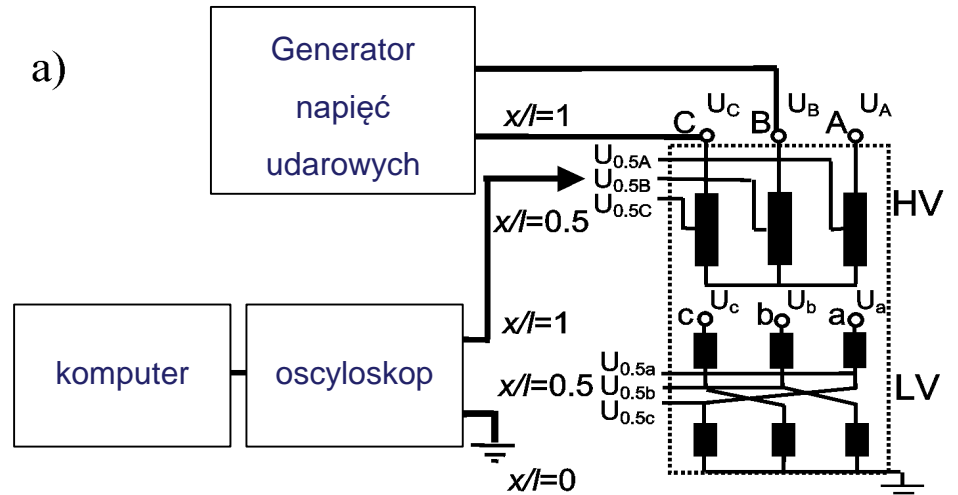 a)
Generator
napięć
udarowych
x/l=1
U_C U_B U_A
C B A
U_0.5A
U_0.5B
U_0.5C
x/l=0.5
HV
komputer
oscyloskop
x/l=1
x/l=0.5
x/l=0
U_c U_b U_a
c b a
U_0.5a
U_0.5b
U_0.5c
LV